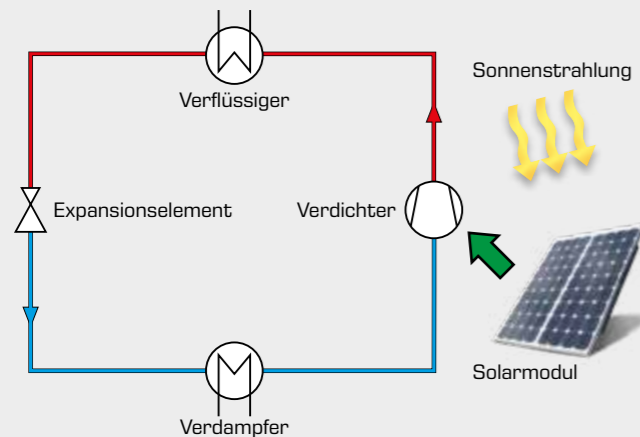 Verflüssiger
Sonnenstrahlung
Expansionselement
Verdichter
Solarmodul
Verdampfer